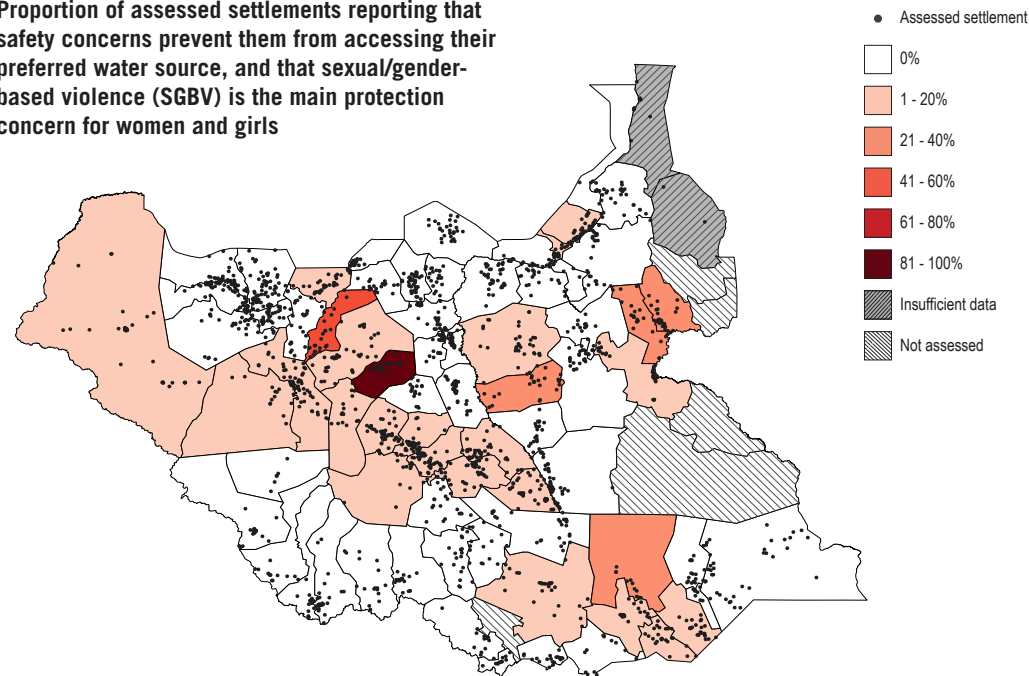 Proportion of assessed settlements reporting that
safety concerns prevent them from accessing their
preferred water source, and that sexual/gender-
based violence (SGBV) is the main protection
concern for women and girls
Assessed settlement
0%
1 - 20%
21 - 40%
41 - 60%
61 - 80%
81 - 100%
Insufficient data
Not assessed